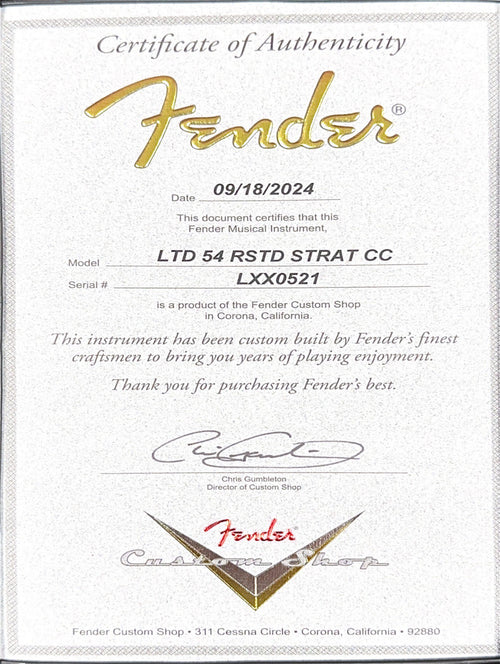 Certificate of Authenticity
Fender®
Date 09/18/2024
This document certifies that this
Fender Musical Instrument,
Model LTD 54 RSTD STRAT CC
Serial # LXX0521
is a product of the Fender Custom Shop
in Corona, California.
This instrument has been custom built by Fender's finest
craftsmen to bring you years of playing enjoyment.
Thank you for purchasing Fender's best.
Chris Gumbleton
Director of Custom Shop
Fender®
Custom Shop
Fender Custom Shop • 311 Cessna Circle • Corona, California • 92880